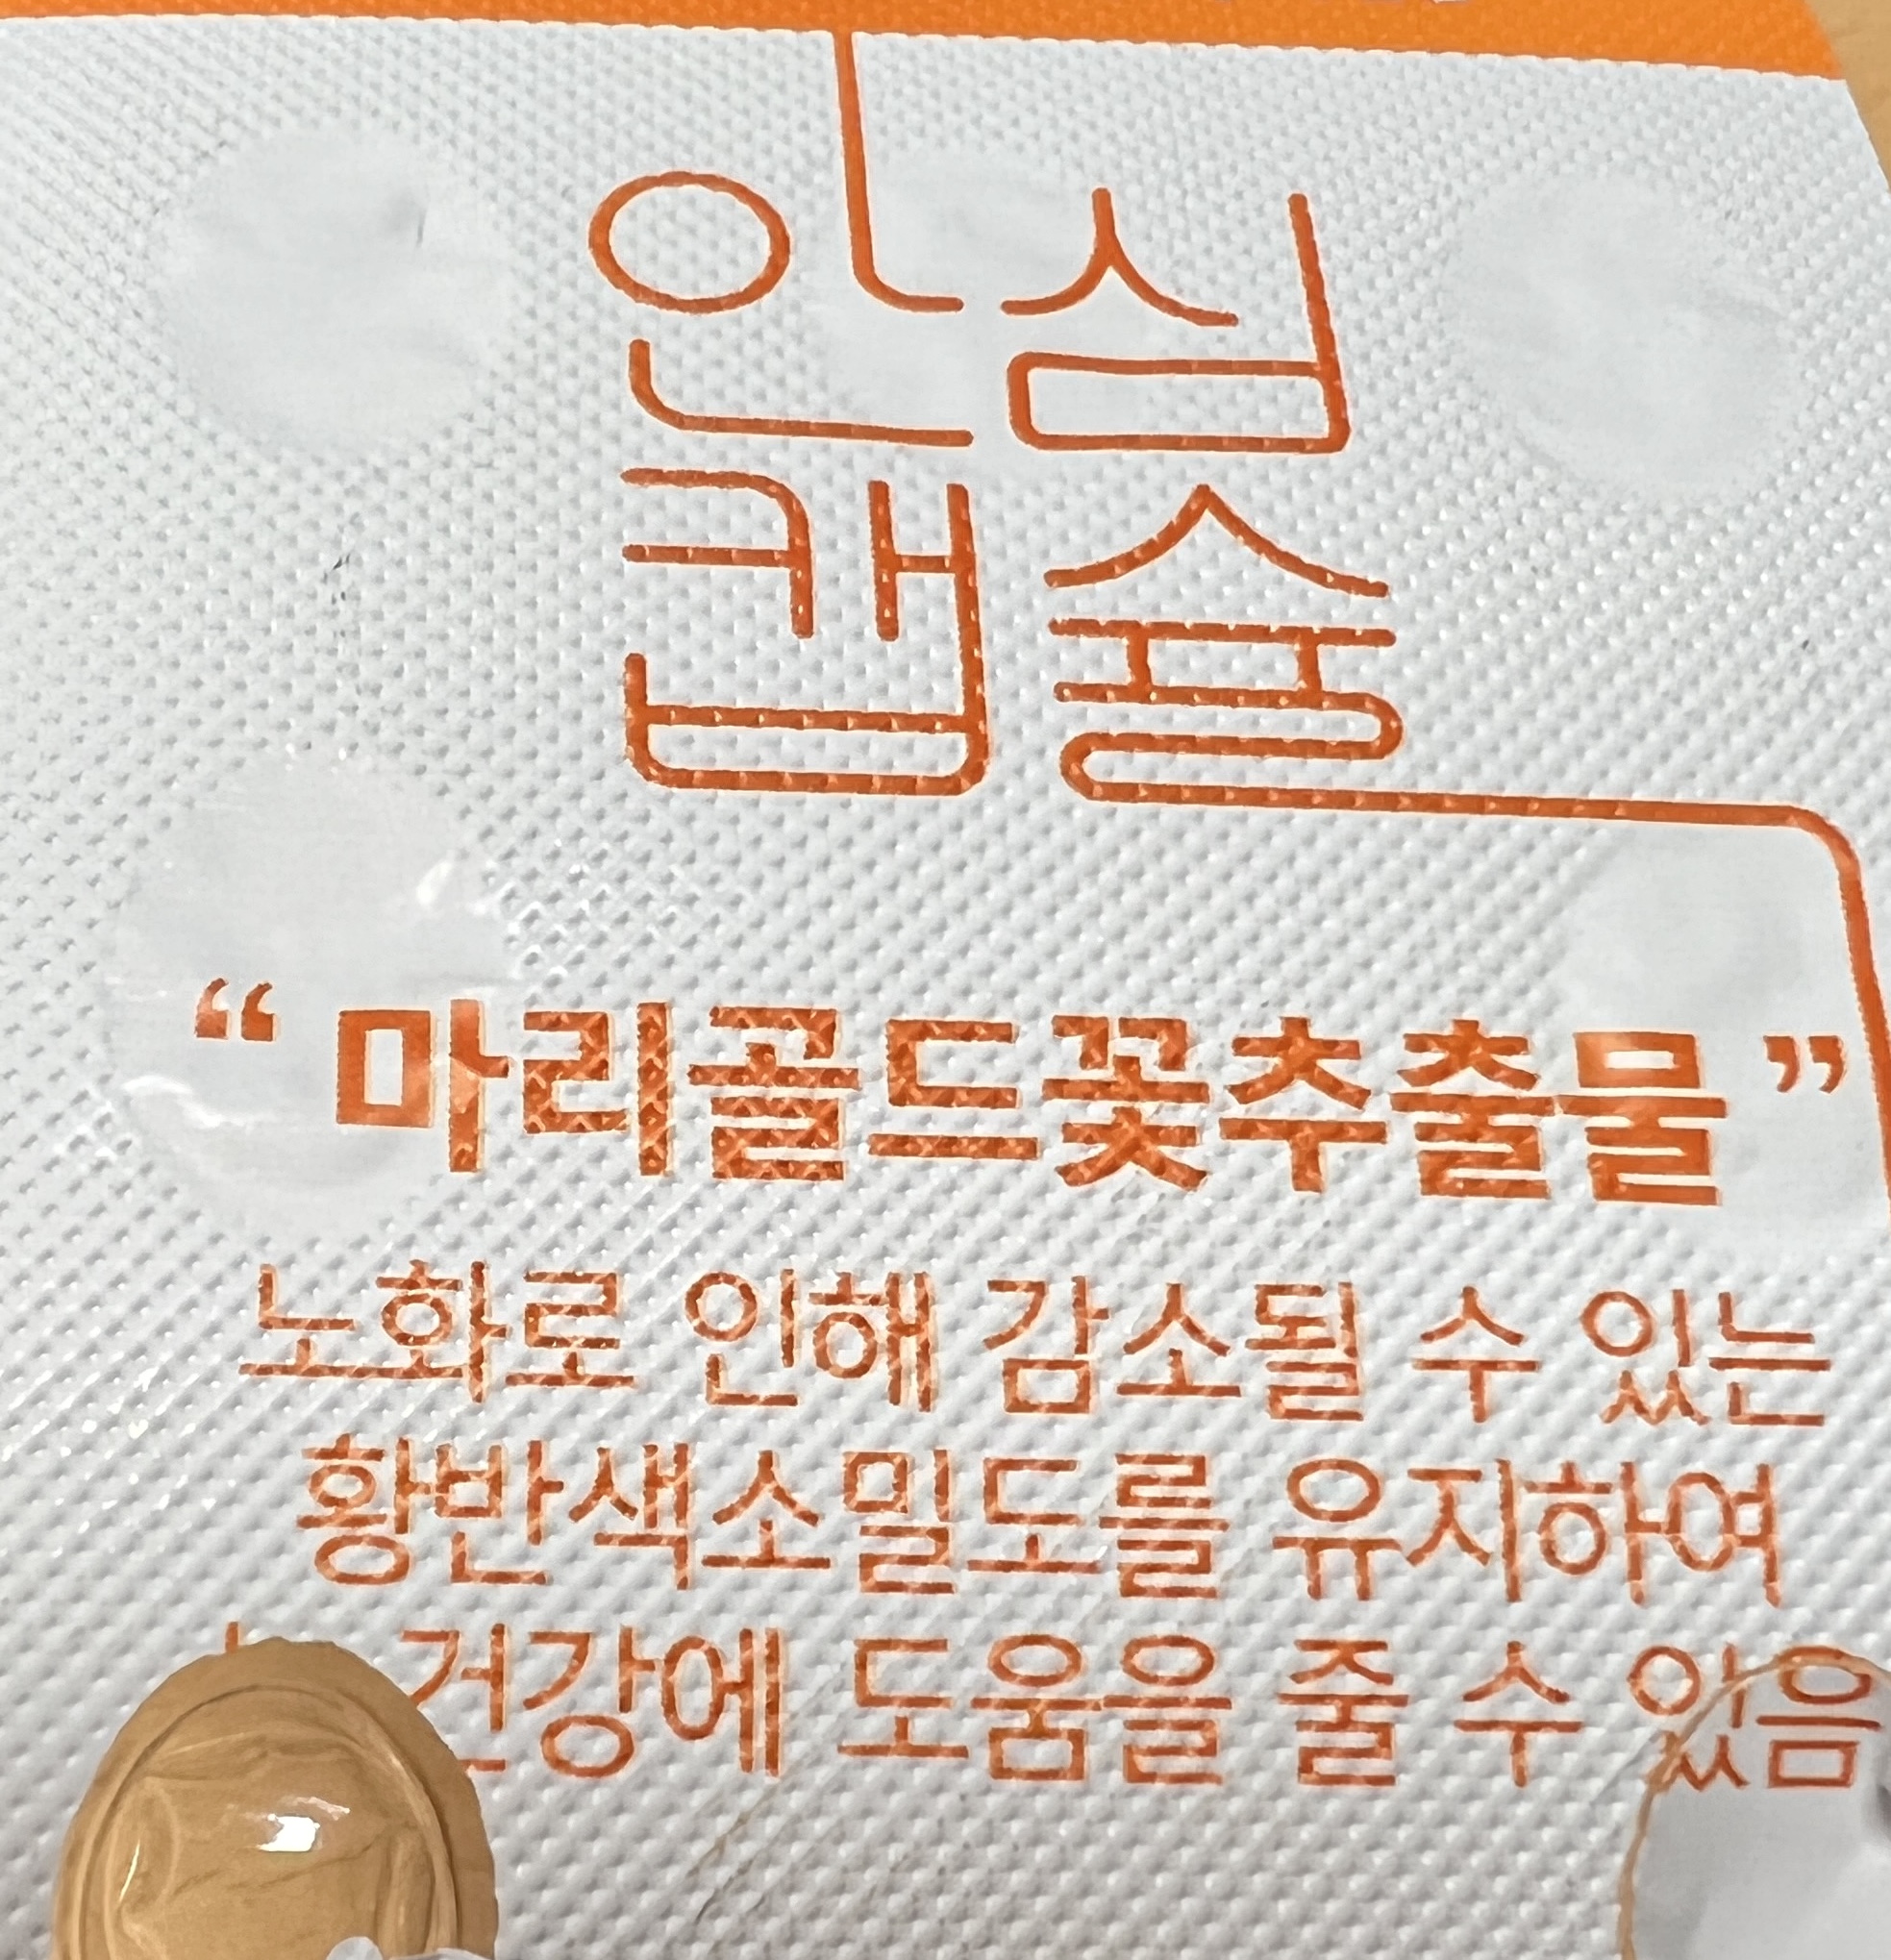 안심
캡슐
“마리골드꽃추출물”
노화로 인해 감소될 수 있는
황반색소밀도를 유지하여
건강에 도움을 줄 수 있음